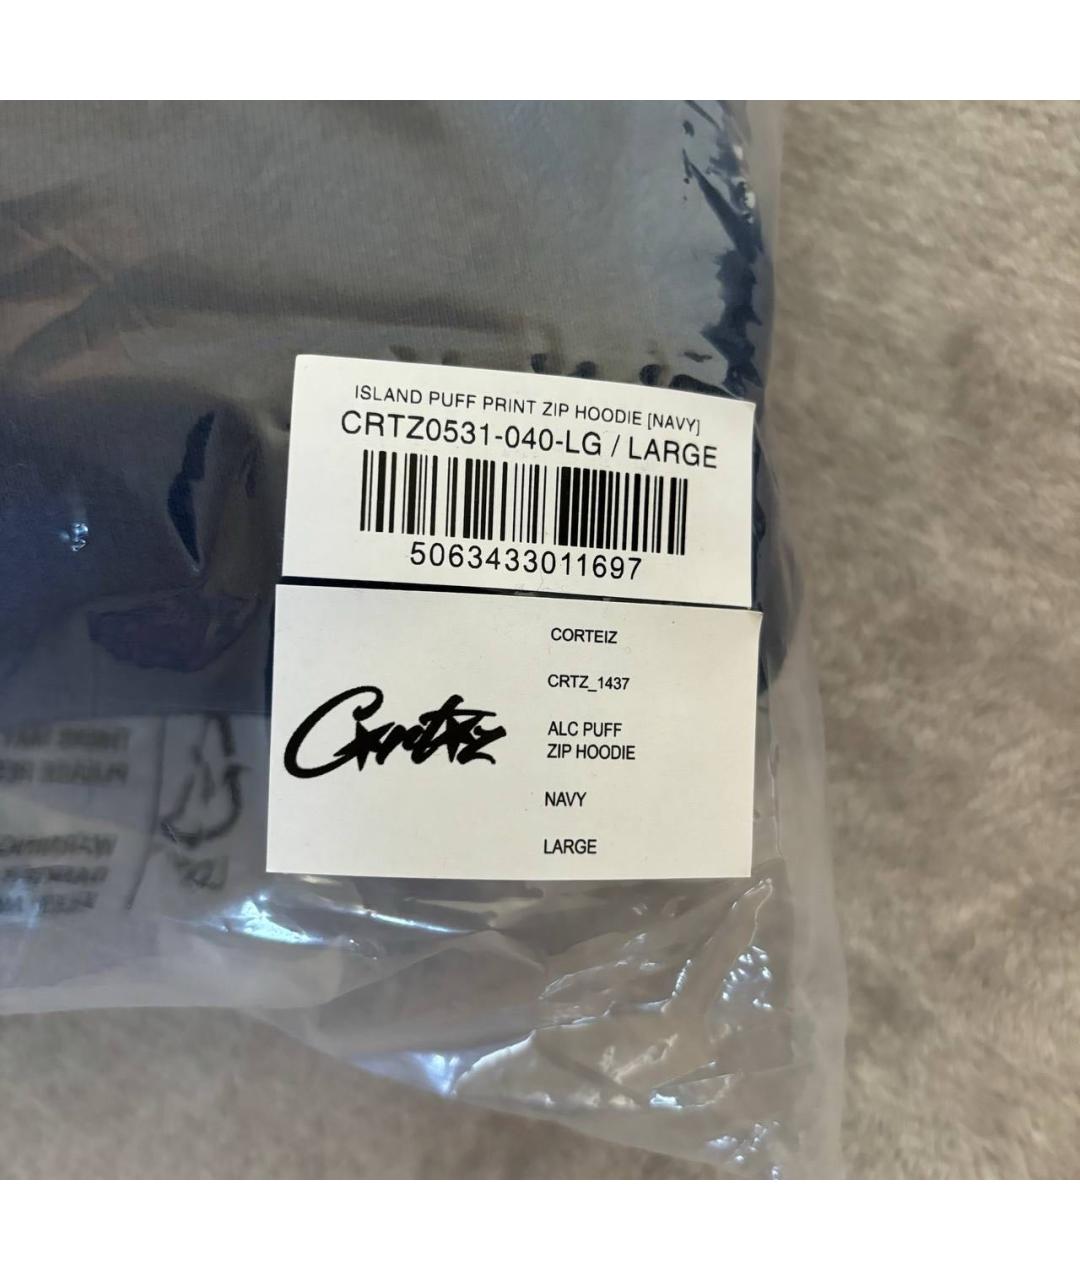 ISLAND PUFF PRINT ZIP HOODIE [NAVY]
CRTZ0531-040-LG / LARGE
5063433011697
CORTEIZ
CRTZ_1437
Crtz
ALC PUFF
ZIP HOODIE
NAVY
LARGE